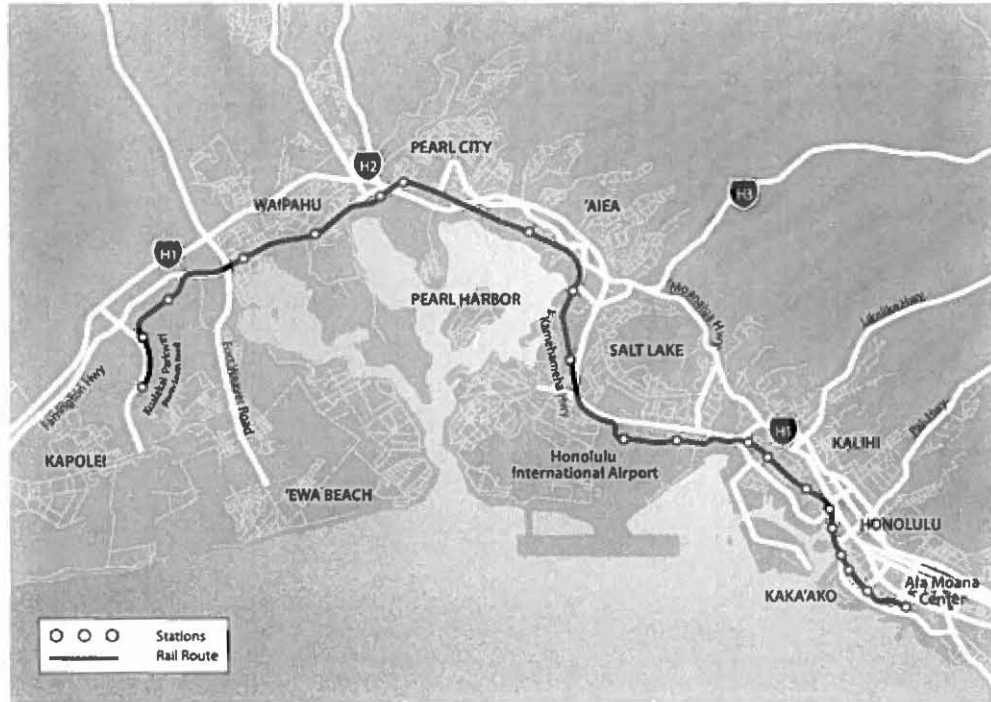 PEARL CITY
H2
'AIEA
H3
WAIPAHU
H1
Moanalua Hwy
Likelike Hwy
PEARL HARBOR
Kamehameha Hwy
SALT LAKE
Farrington Hwy
Kualakai Parkway
Fort Weaver Road
H1
KALIHI
Pali Hwy
KAPOLEI
Honolulu
International Airport
'EWA BEACH
HONOLULU
KAKA'AKO
Ala Moana
Center
Stations
Rail Route